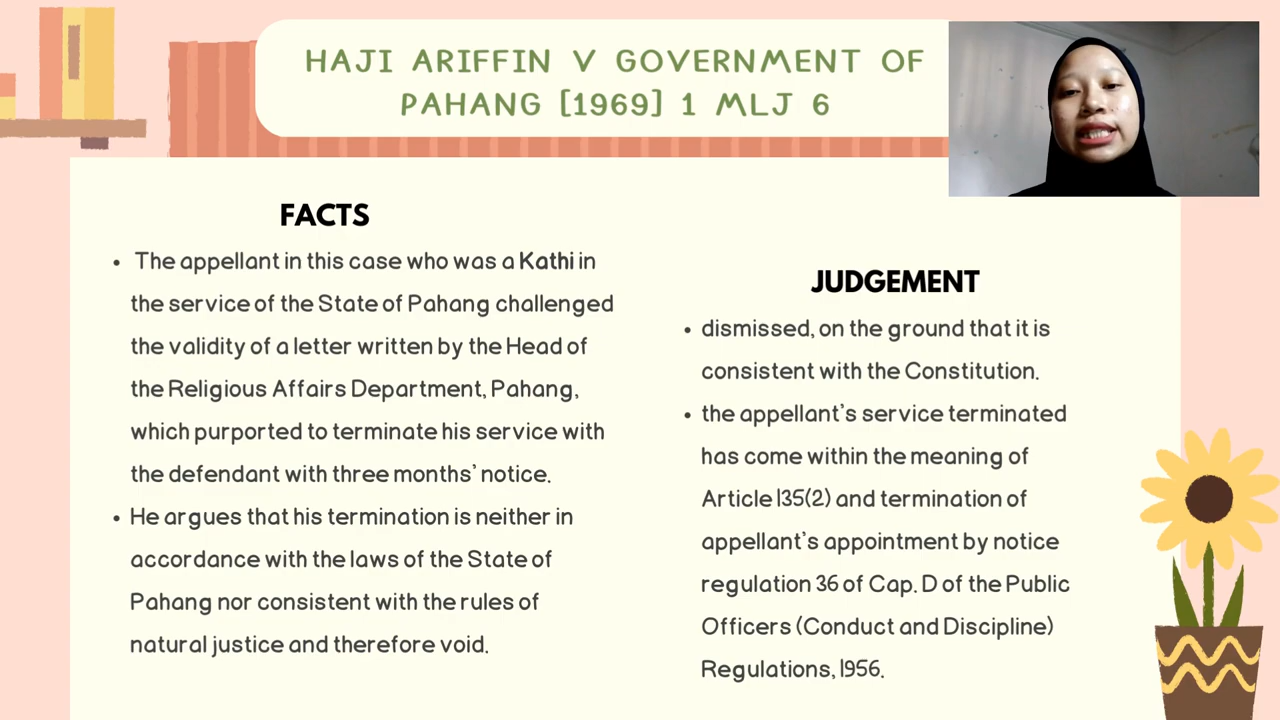 HAJI ARIFFIN V GOVERNMENT OF
PAHANG [1969] 1 MLJ 6
FACTS
• The appellant in this case who was a Kathi in
the service of the State of Pahang challenged
the validity of a letter written by the Head of
the Religious Affairs Department, Pahang,
which purported to terminate his service with
the defendant with three months' notice.
• He argues that his termination is neither in
accordance with the laws of the State of
Pahang nor consistent with the rules of
natural justice and therefore void.
JUDGEMENT
• dismissed, on the ground that it is
consistent with the Constitution.
• the appellant's service terminated
has come within the meaning of
Article 135(2) and termination of
appellant's appointment by notice
regulation 36 of Cap. D of the Public
Officers (Conduct and Discipline)
Regulations, 1956.